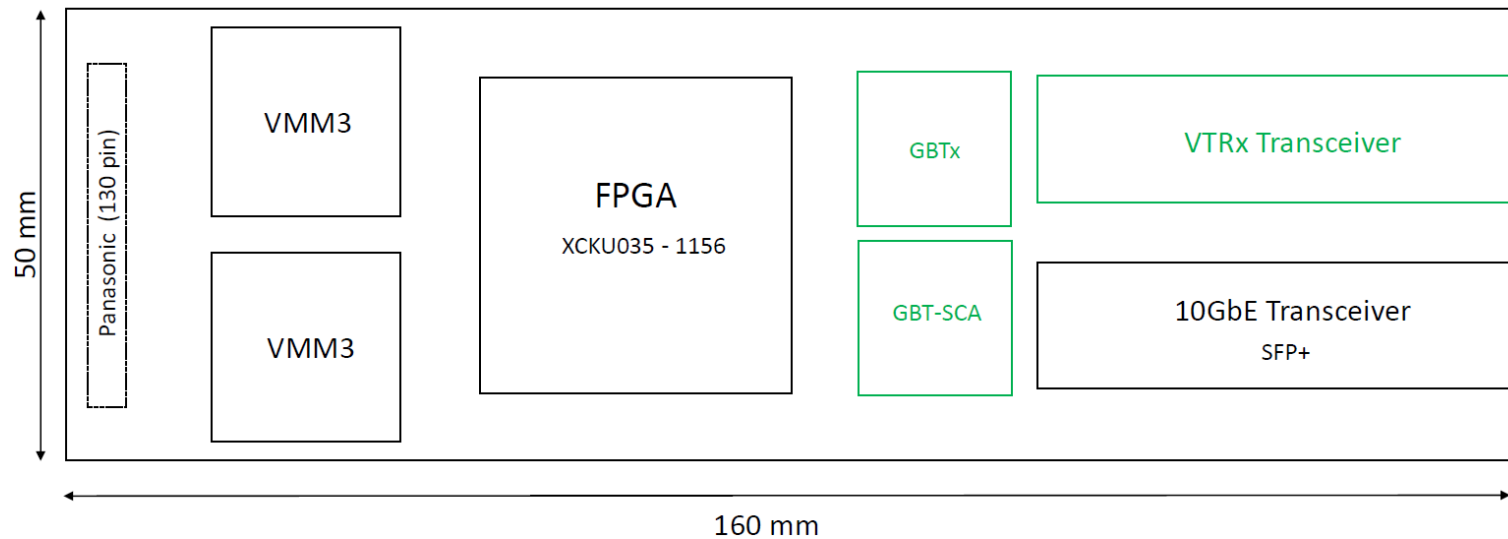 50 mm
Panasonic (130 pin)
VMM3
VMM3
FPGA
XCKU035 - 1156
GBTx
GBT-SCA
VTRx Transceiver
10GbE Transceiver
SFP+
160 mm